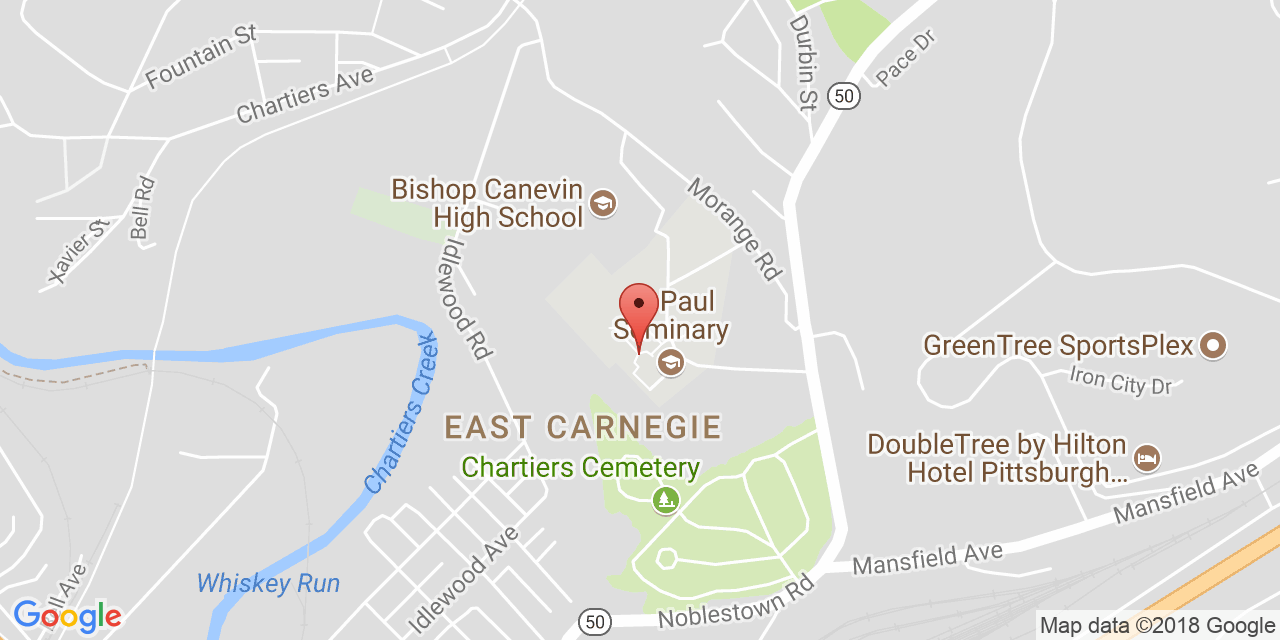 Fountain St
Chartiers Ave
Durbin St
Pace Dr
50
Bishop Canevin
High School
Morange Rd
Bell Rd
Xavier St
Idlewood Rd
Paul
Seminary
GreenTree SportsPlex
Iron City Dr
Chartiers Creek
EAST CARNEGIE
Chartiers Cemetery
DoubleTree by Hilton
Hotel Pittsburgh...
Mansfield Ave
Mansfield Ave
Idlewood Ave
Whiskey Run
Ave
Noblestown Rd
50
Google
Map data ©2018 Google